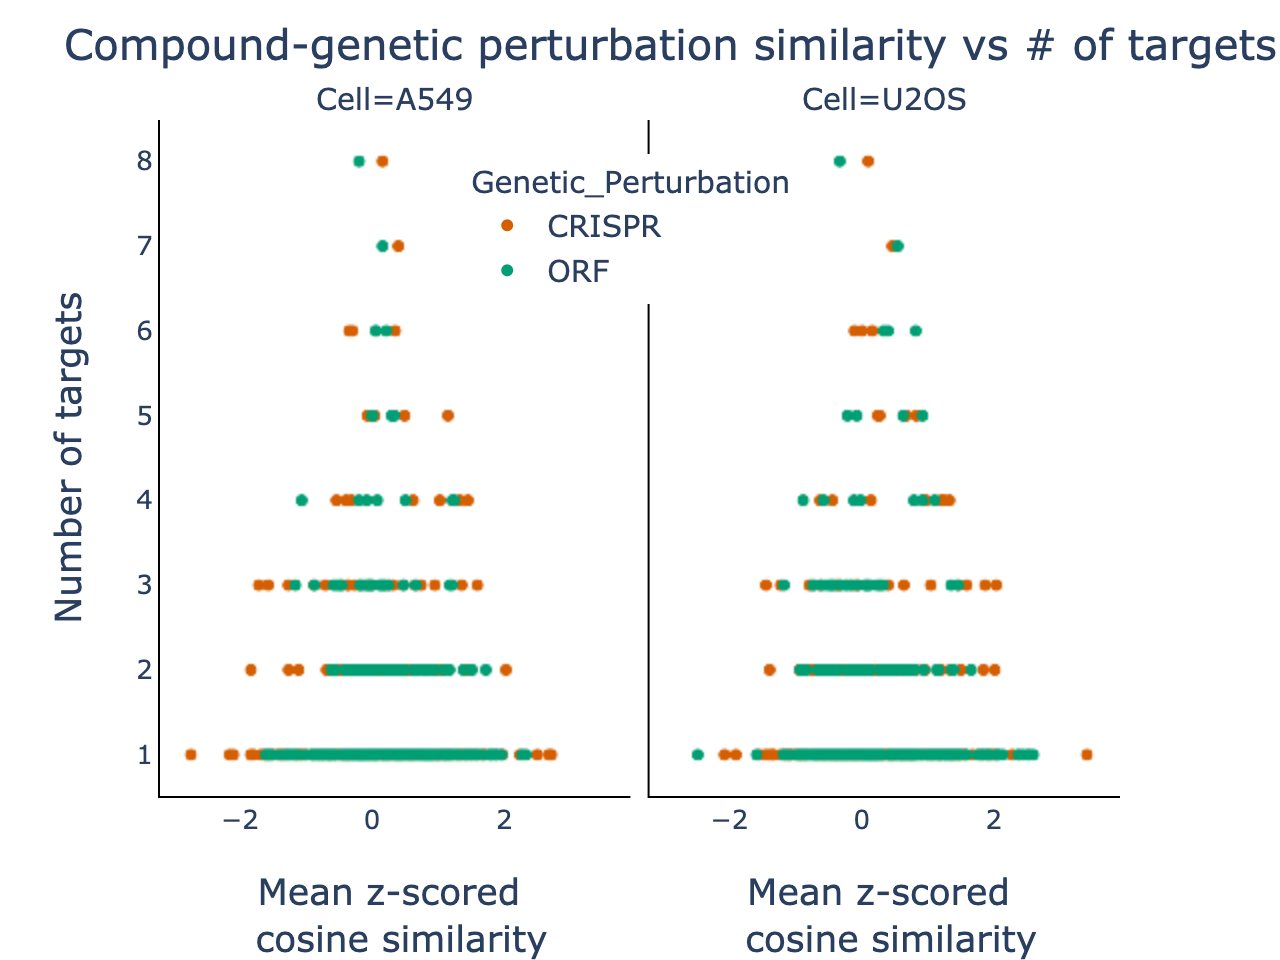 Compound-genetic perturbation similarity vs # of targets
Cell=A549
Cell=U2OS
Genetic_Perturbation
CRISPR
ORF
Number of targets
8
7
6
5
4
3
2
1
−2 0 2
−2 0 2
Mean z-scored
cosine similarity
Mean z-scored
cosine similarity